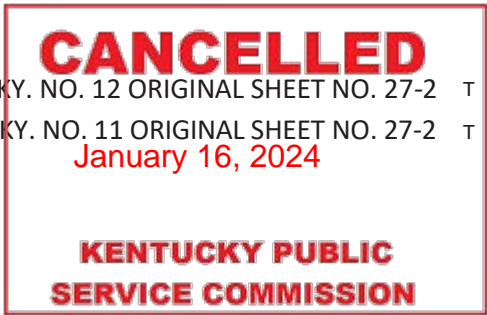 CANCELLED
KY. NO. 12 ORIGINAL SHEET NO. 27-2 T
KY. NO. 11 ORIGINAL SHEET NO. 27-2 T
January 16, 2024
KENTUCKY PUBLIC
SERVICE COMMISSION